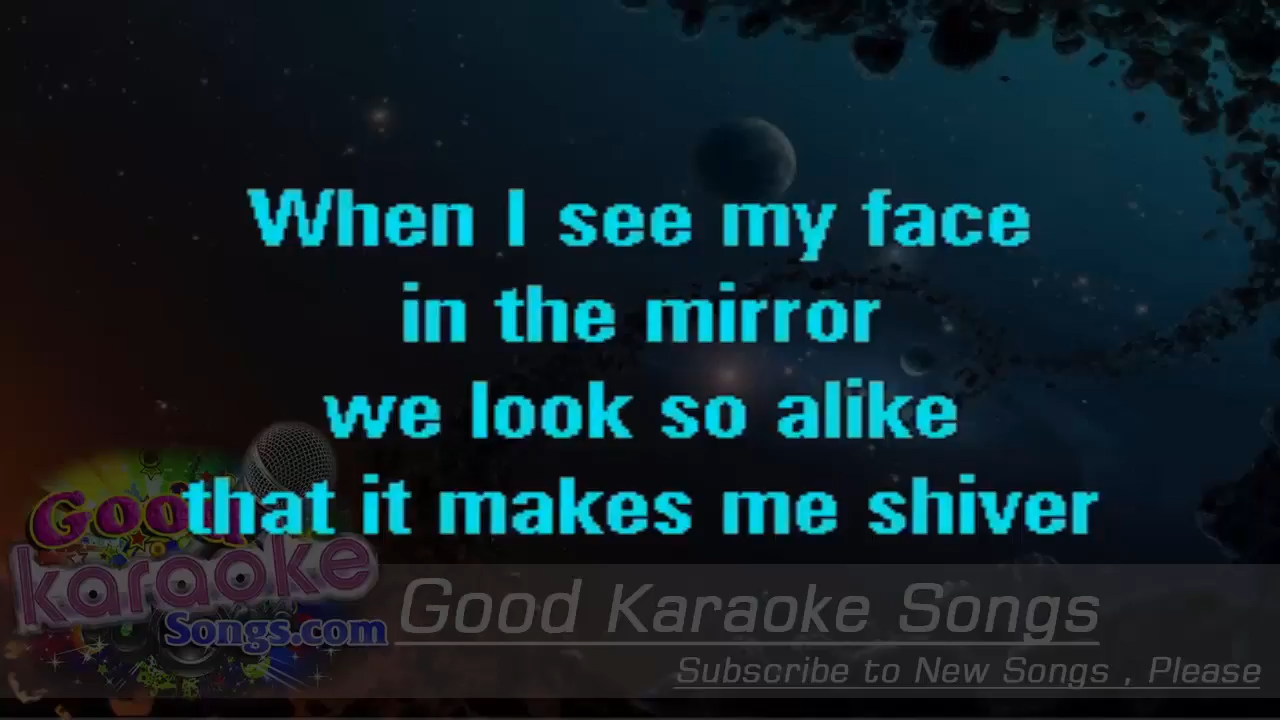 When I see my face
in the mirror
we look so alike
that it makes me shiver
Good
karaoke
Songs.com
Good Karaoke Songs
Subscribe to New Songs , Please